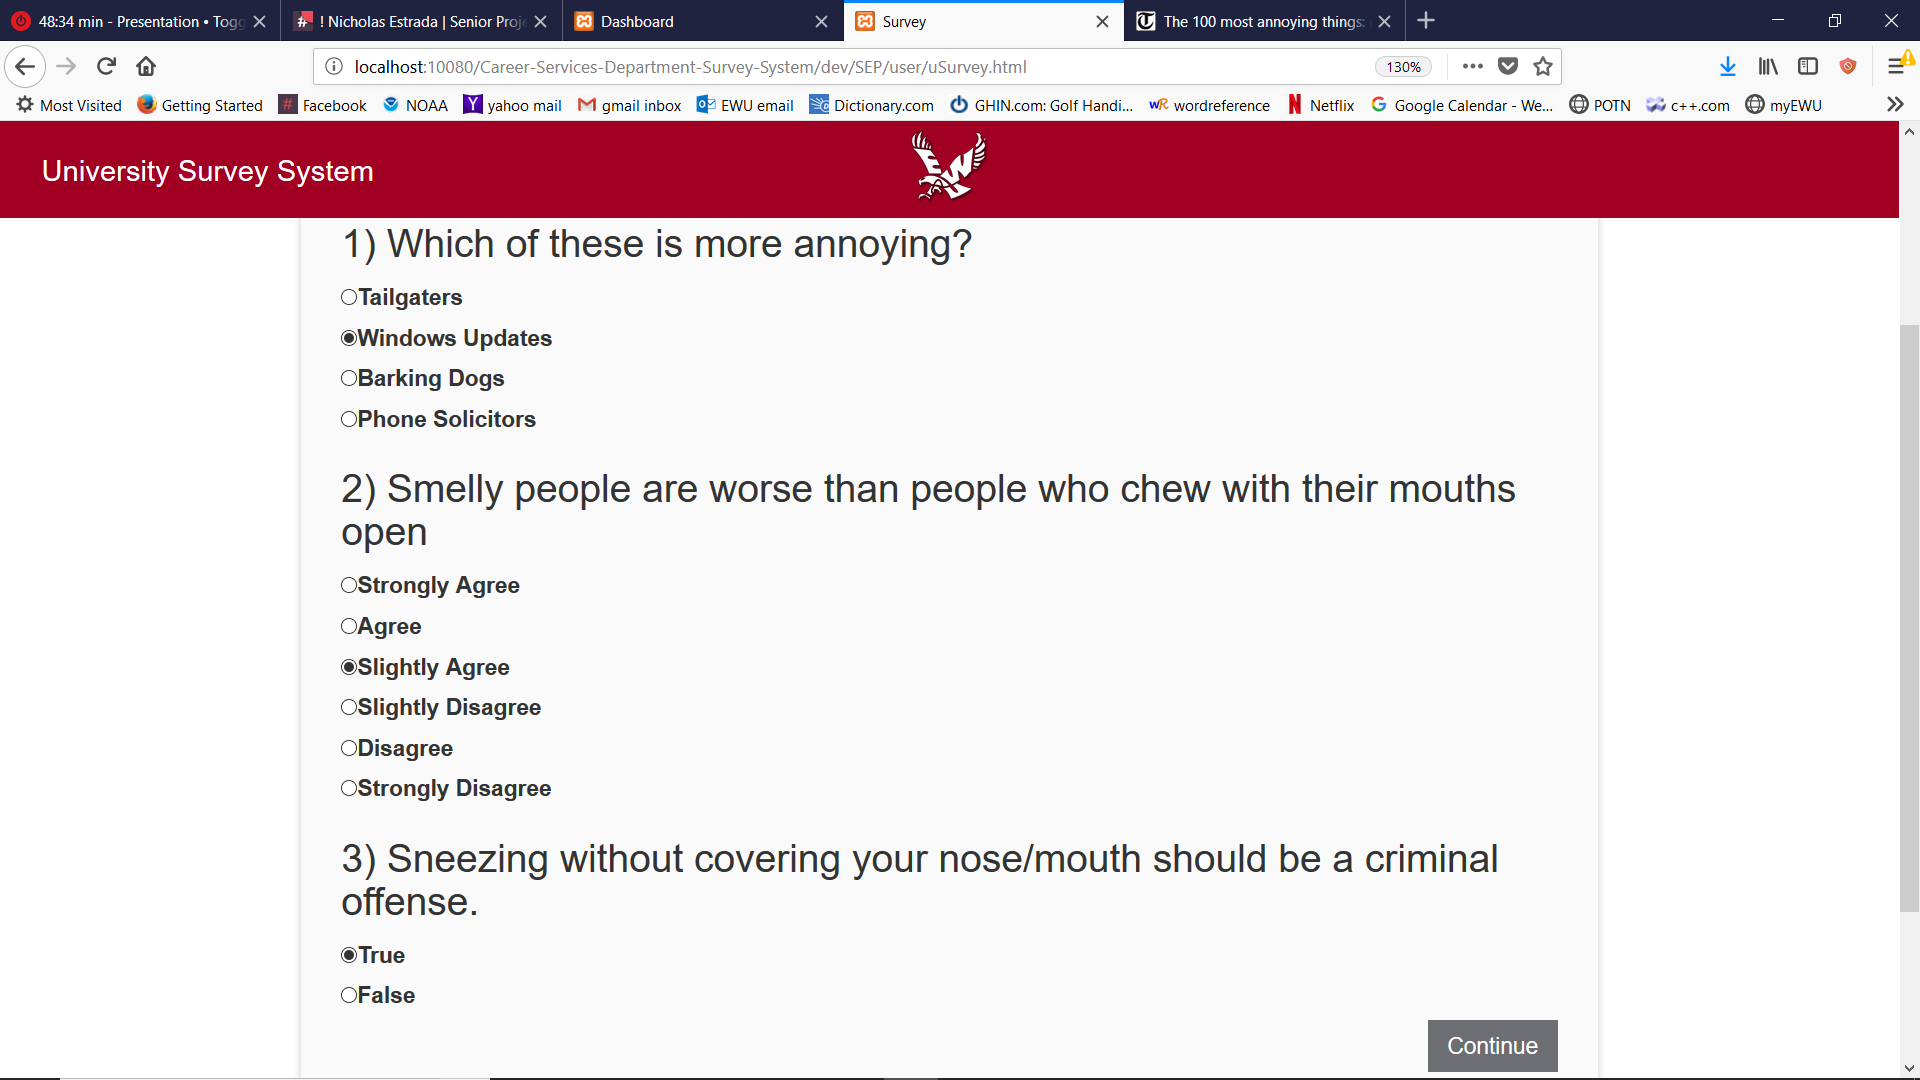 48:34 min - Presentation • Togg
! Nicholas Estrada | Senior Proje
Dashboard
Survey
The 100 most annoying things:
localhost:10080/Career-Services-Department-Survey-System/dev/SEP/user/uSurvey.html
130%
Most Visited
Getting Started
Facebook
NOAA
yahoo mail
gmail inbox
EWU email
Dictionary.com
GHIN.com: Golf Handi...
wordreference
Netflix
Google Calendar - We...
POTN
c++.com
myEWU
University Survey System
1) Which of these is more annoying?
Tailgaters
Windows Updates
Barking Dogs
Phone Solicitors
2) Smelly people are worse than people who chew with their mouths
open
Strongly Agree
Agree
Slightly Agree
Slightly Disagree
Disagree
Strongly Disagree
3) Sneezing without covering your nose/mouth should be a criminal
offense.
True
False
Continue